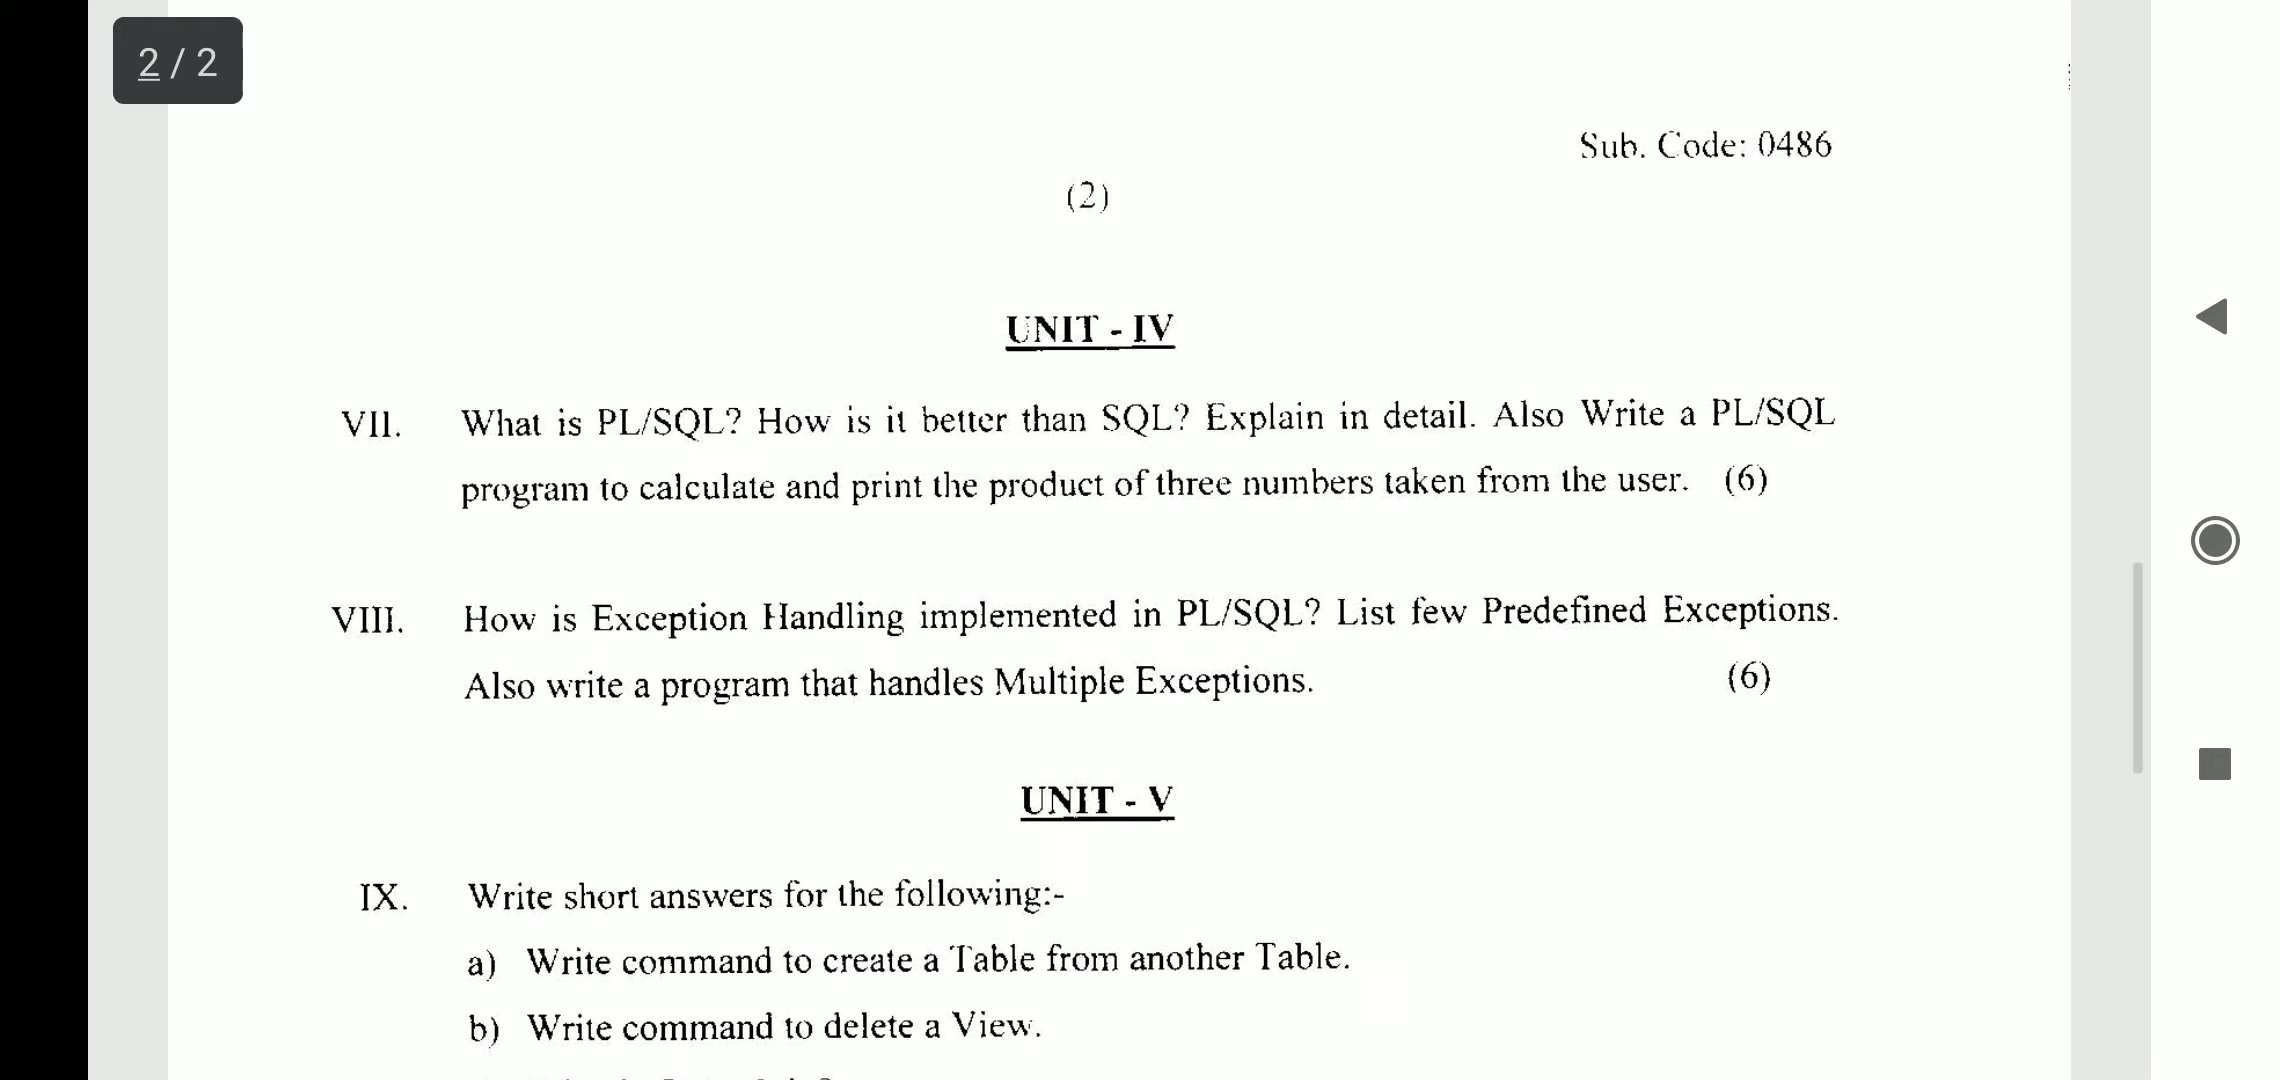 2 / 2
Sub. Code: 0486
(2)
UNIT - IV
VII. What is PL/SQL? How is it better than SQL? Explain in detail. Also Write a PL/SQL
program to calculate and print the product of three numbers taken from the user. (6)
VIII. How is Exception Handling implemented in PL/SQL? List few Predefined Exceptions.
Also write a program that handles Multiple Exceptions. (6)
UNIT - V
IX. Write short answers for the following:-
a) Write command to create a Table from another Table.
b) Write command to delete a View.